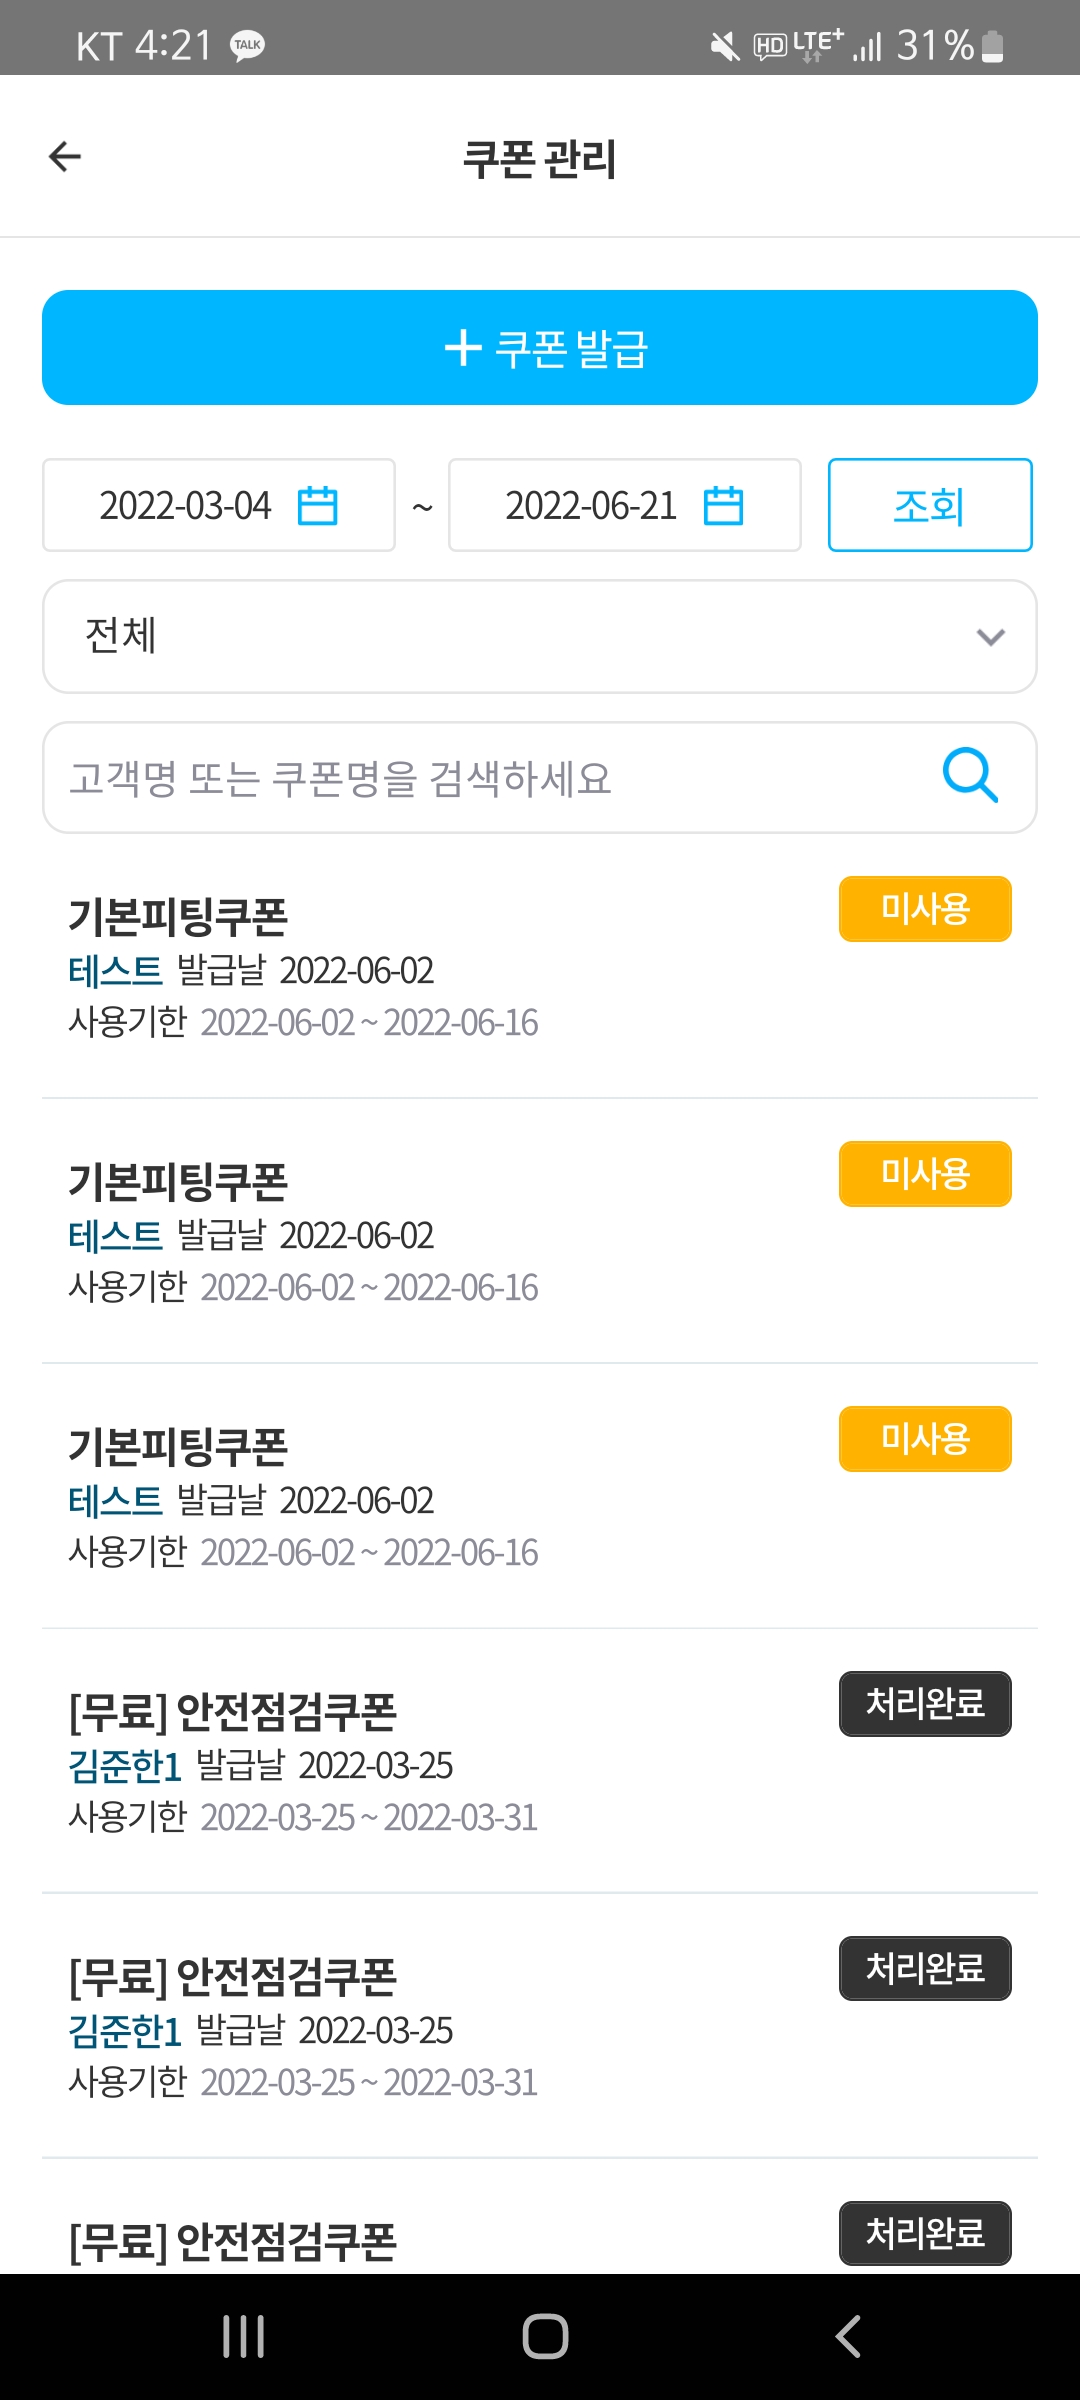 KT 4:21 TALK HD LTE+ 31%
쿠폰 관리
+ 쿠폰 발급
2022-03-04 ~ 2022-06-21 조회
전체
고객명 또는 쿠폰명을 검색하세요
기본피팅쿠폰 미사용
테스트 발급날 2022-06-02
사용기한 2022-06-02 ~ 2022-06-16
기본피팅쿠폰 미사용
테스트 발급날 2022-06-02
사용기한 2022-06-02 ~ 2022-06-16
기본피팅쿠폰 미사용
테스트 발급날 2022-06-02
사용기한 2022-06-02 ~ 2022-06-16
[무료] 안전점검쿠폰 처리완료
김준한1 발급날 2022-03-25
사용기한 2022-03-25 ~ 2022-03-31
[무료] 안전점검쿠폰 처리완료
김준한1 발급날 2022-03-25
사용기한 2022-03-25 ~ 2022-03-31
[무료] 안전점검쿠폰 처리완료